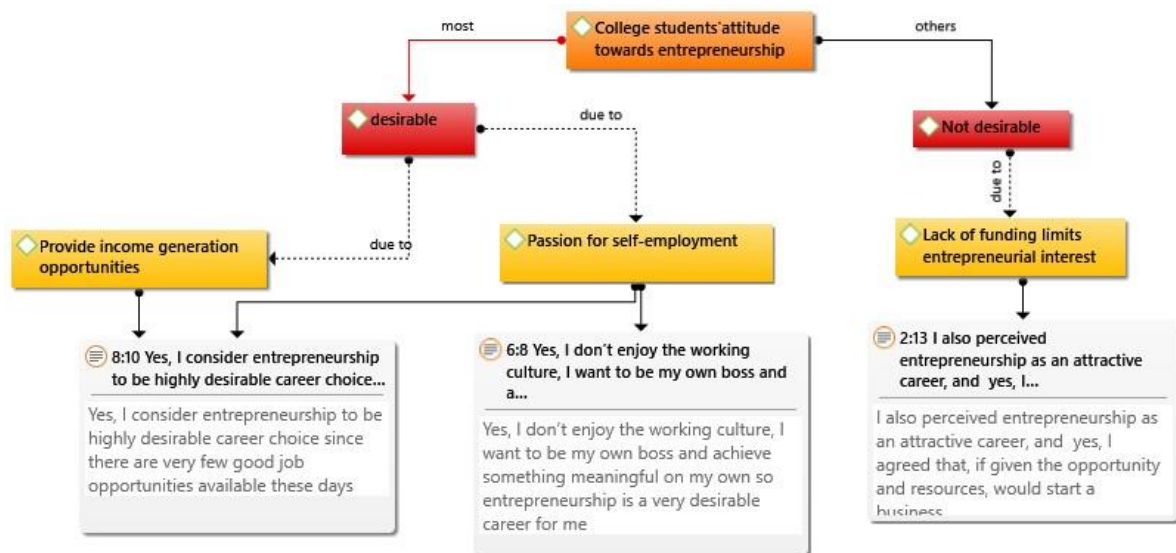 most
College students'attitude
towards entrepreneurship
others
desirable
due to
Not desirable
due to
Provide income generation
opportunities
due to
Passion for self-employment
Lack of funding limits
entrepreneurial interest
8:10 Yes, I consider entrepreneurship
to be highly desirable career choice...
Yes, I consider entrepreneurship to be
highly desirable career choice since
there are very few good job
opportunities available these days
6:8 Yes, I don't enjoy the working
culture, I want to be my own boss and
a...
Yes, I don't enjoy the working culture, I
want to be my own boss and achieve
something meaningful on my own so
entrepreneurship is a very desirable
career for me
2:13 I also perceived
entrepreneurship as an attractive
career, and  yes, I...
I also perceived entrepreneurship as
an attractive career, and  yes, I
agreed that, if given the opportunity
and resources, would start a
business